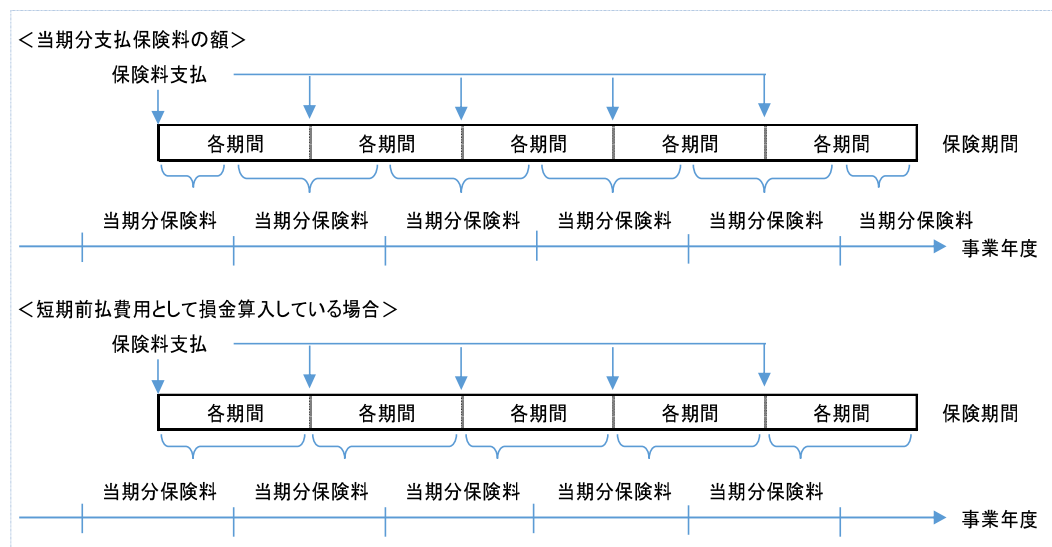 ＜当期分支払保険料の額＞
保険料支払
各期間 各期間 各期間 各期間 各期間 保険期間
当期分保険料 当期分保険料 当期分保険料 当期分保険料 当期分保険料 当期分保険料
事業年度
＜短期前払費用として損金算入している場合＞
保険料支払
各期間 各期間 各期間 各期間 各期間 保険期間
当期分保険料 当期分保険料 当期分保険料 当期分保険料 当期分保険料
事業年度